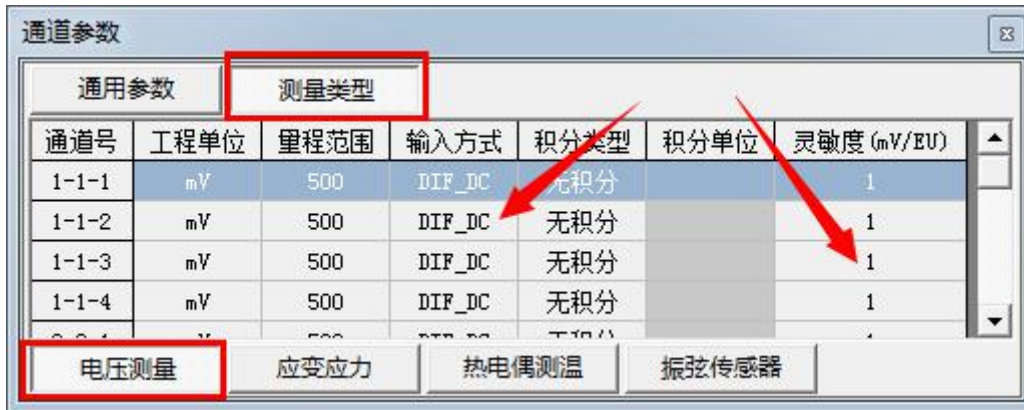 通道参数
通用参数 测量类型
通道号 工程单位 量程范围 输入方式 积分类型 积分单位 灵敏度(mV/EU)
1-1-1 mV 500 DIF_DC 无积分 1
1-1-2 mV 500 DIF_DC 无积分 1
1-1-3 mV 500 DIF_DC 无积分 1
1-1-4 mV 500 DIF_DC 无积分 1
电压测量 应变应力 热电偶测温 振弦传感器